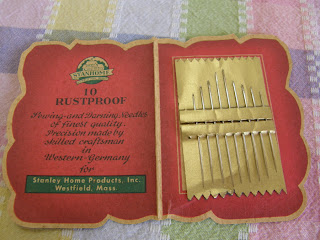 STANHOME
10
RUSTPROOF
Sewing and Darning Needles
of finest quality.
Precision made by
skilled craftsman
in
Western Germany
for
Stanley Home Products, Inc.
Westfield, Mass